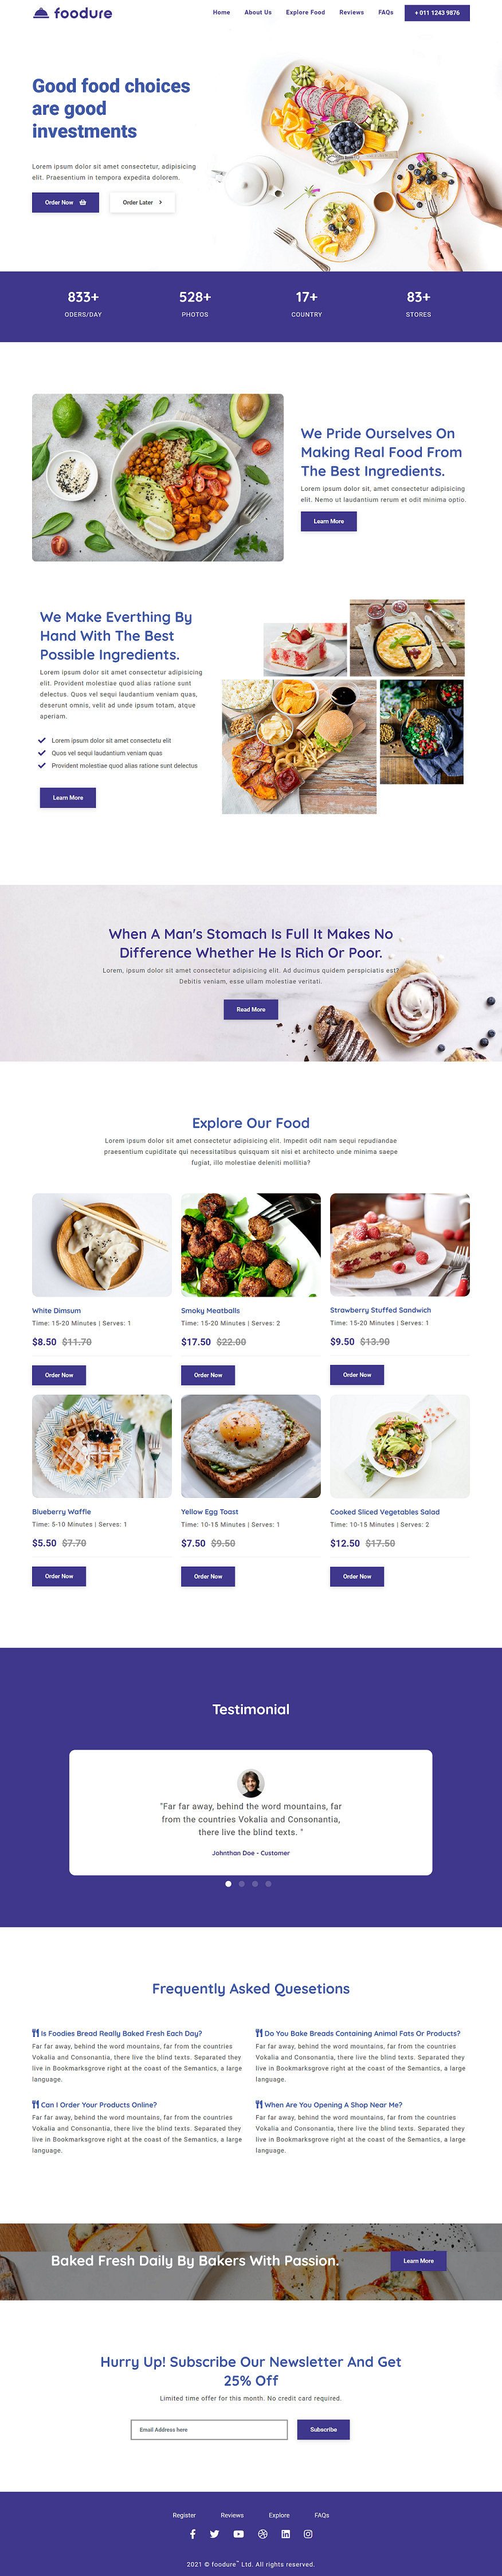 foodure
Home About Us Explore Food Reviews FAQs + 011 1243 9876
Good food choices
are good
investments
Lorem ipsum dolor sit amet consectetur, adipisicing
elit. Praesentium in tempora expedita dolorem.
Order Now Order Later
833+ 528+ 17+ 83+
ODERS/DAY PHOTOS COUNTRY STORES
We Pride Ourselves On
Making Real Food From
The Best Ingredients.
Lorem ipsum dolor sit, amet consectetur adipisicing
elit. Nemo ut laudantium rerum et odit minima optio.
Learn More
We Make Everthing By
Hand With The Best
Possible Ingredients.
Lorem ipsum dolor sit amet consectetur, adipisicing
elit. Provident molestiae quod alias ratione sunt
delectus. Quos vel sequi laudantium veniam quas,
deserunt omnis, velit ad unde ipsum totam, atque
aperiam.
Lorem ipsum dolor sit amet consectetu elit
Quos vel sequi laudantium veniam quas
Provident molestiae quod alias ratione sunt delectus
Learn More
When A Man's Stomach Is Full It Makes No
Difference Whether He Is Rich Or Poor.
Lorem, ipsum dolor sit amet consectetur adipisicing elit. Ad ducimus quidem perspiciatis est?
Debitis veniam, esse ullam molestiae veritati.
Read More
Explore Our Food
Lorem ipsum dolor sit amet consectetur adipisicing elit. Impedit odit nam sequi repudiandae
praesentium cupiditate qui necessitatibus quisquam sit nisi et architecto unde minima saepe
fugiat, illo molestiae deleniti mollitia?
White Dimsum
Time: 15-20 Minutes | Serves: 1
$8.50 $11.70
Order Now
Smoky Meatballs
Time: 15-20 Minutes | Serves: 2
$17.50 $22.00
Order Now
Strawberry Stuffed Sandwich
Time: 15-20 Minutes | Serves: 1
$9.50 $13.90
Order Now
Blueberry Waffle
Time: 5-10 Minutes | Serves: 1
$5.50 $7.70
Order Now
Yellow Egg Toast
Time: 10-15 Minutes | Serves: 1
$7.50 $9.50
Order Now
Cooked Sliced Vegetables Salad
Time: 10-15 Minutes | Serves: 2
$12.50 $17.50
Order Now
Testimonial
"Far far away, behind the word mountains, far
from the countries Vokalia and Consonantia,
there live the blind texts. "
Johnthan Doe - Customer
Frequently Asked Quesetions
Is Foodies Bread Really Baked Fresh Each Day?
Far far away, behind the word mountains, far from the countries
Vokalia and Consonantia, there live the blind texts. Separated they
live in Bookmarksgrove right at the coast of the Semantics, a large
language.
Do You Bake Breads Containing Animal Fats Or Products?
Far far away, behind the word mountains, far from the countries
Vokalia and Consonantia, there live the blind texts. Separated they
live in Bookmarksgrove right at the coast of the Semantics, a large
language.
Can I Order Your Products Online?
Far far away, behind the word mountains, far from the countries
Vokalia and Consonantia, there live the blind texts. Separated they
live in Bookmarksgrove right at the coast of the Semantics, a large
language.
When Are You Opening A Shop Near Me?
Far far away, behind the word mountains, far from the countries
Vokalia and Consonantia, there live the blind texts. Separated they
live in Bookmarksgrove right at the coast of the Semantics, a large
language.
Baked Fresh Daily By Bakers With Passion.
Learn More
Hurry Up! Subscribe Our Newsletter And Get
25% Off
Limited time offer for this month. No credit card required.
Email Address here Subscribe
Register Reviews Explore FAQs
2021 © foodure™ Ltd. All rights reserved.